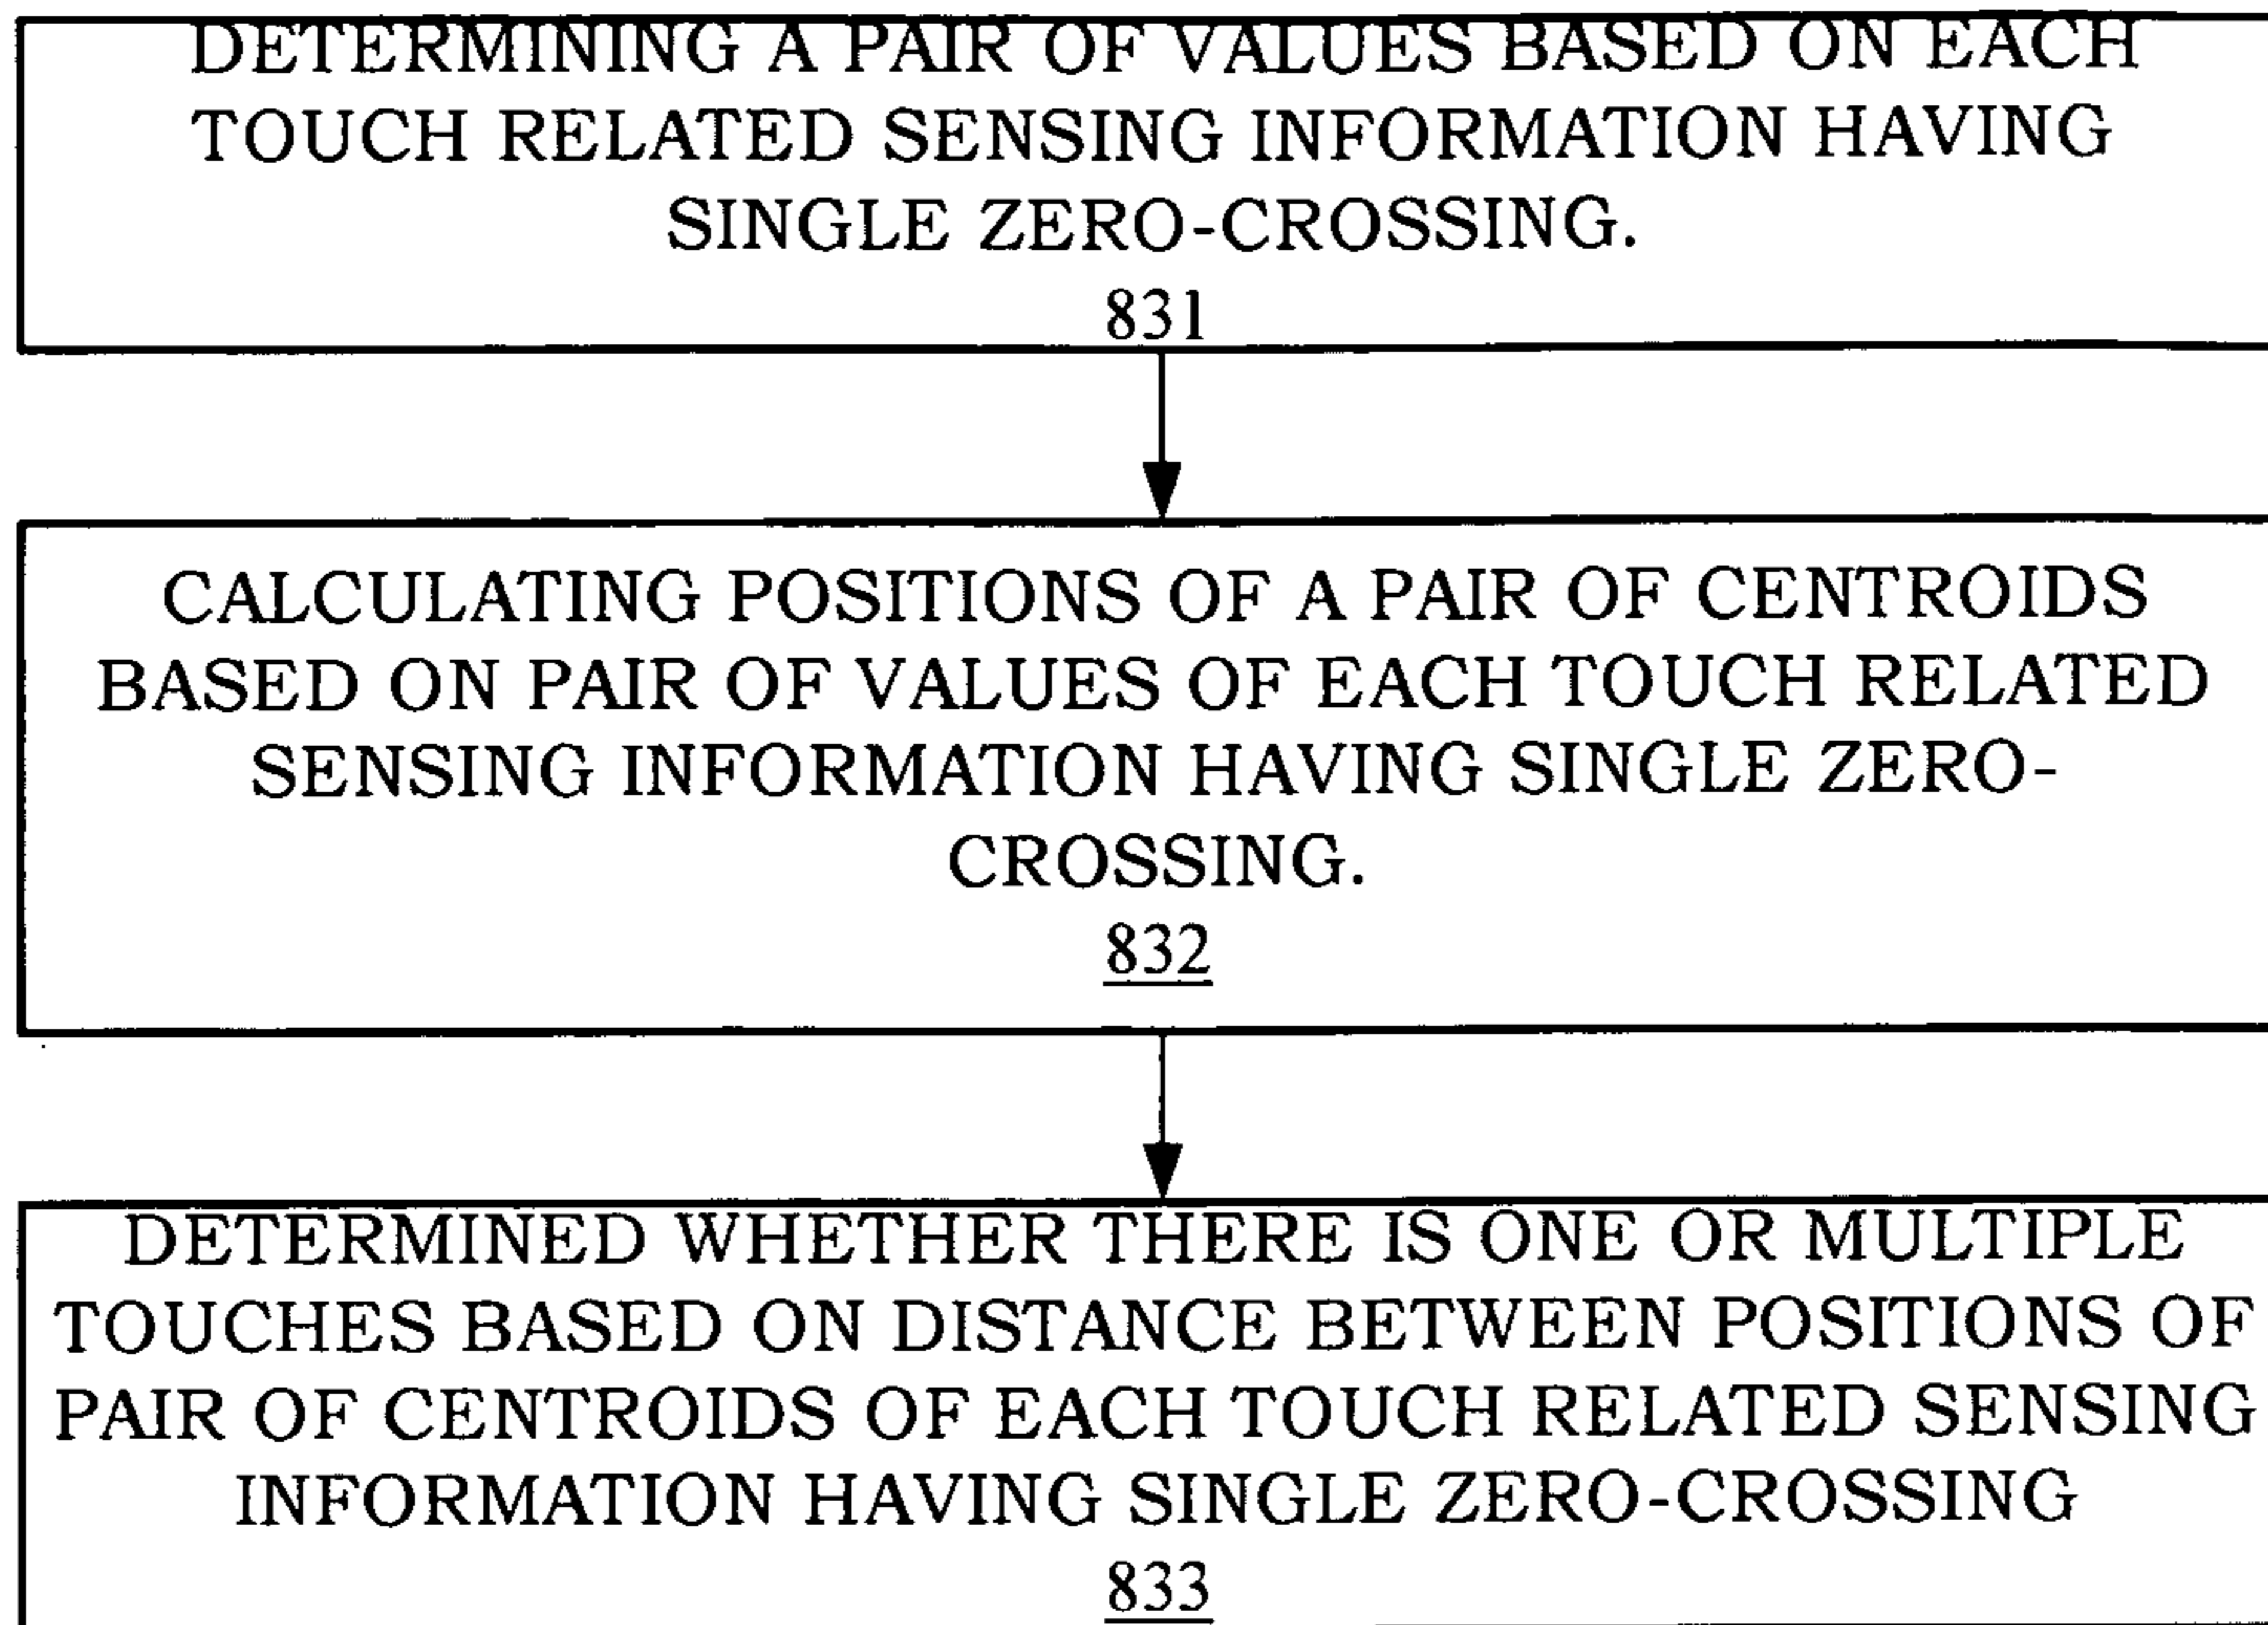 DETERMINING A PAIR OF VALUES BASED ON EACH
TOUCH RELATED SENSING INFORMATION HAVING
SINGLE ZERO-CROSSING.
831
CALCULATING POSITIONS OF A PAIR OF CENTROIDS
BASED ON PAIR OF VALUES OF EACH TOUCH RELATED
SENSING INFORMATION HAVING SINGLE ZERO-
CROSSING.
832
DETERMINED WHETHER THERE IS ONE OR MULTIPLE
TOUCHES BASED ON DISTANCE BETWEEN POSITIONS OF
PAIR OF CENTROIDS OF EACH TOUCH RELATED SENSING
INFORMATION HAVING SINGLE ZERO-CROSSING
833